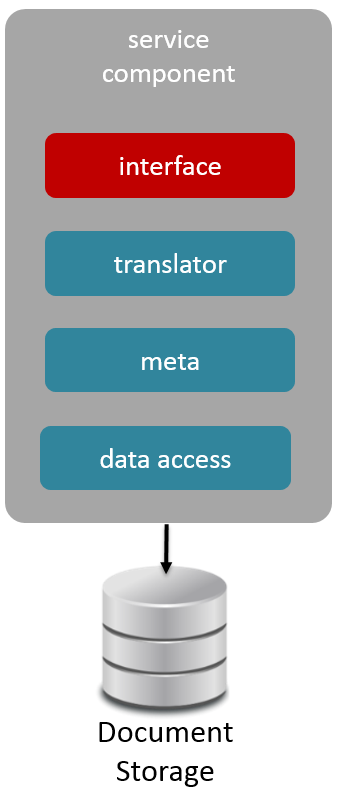 service
component
interface
translator
meta
data access
Document
Storage